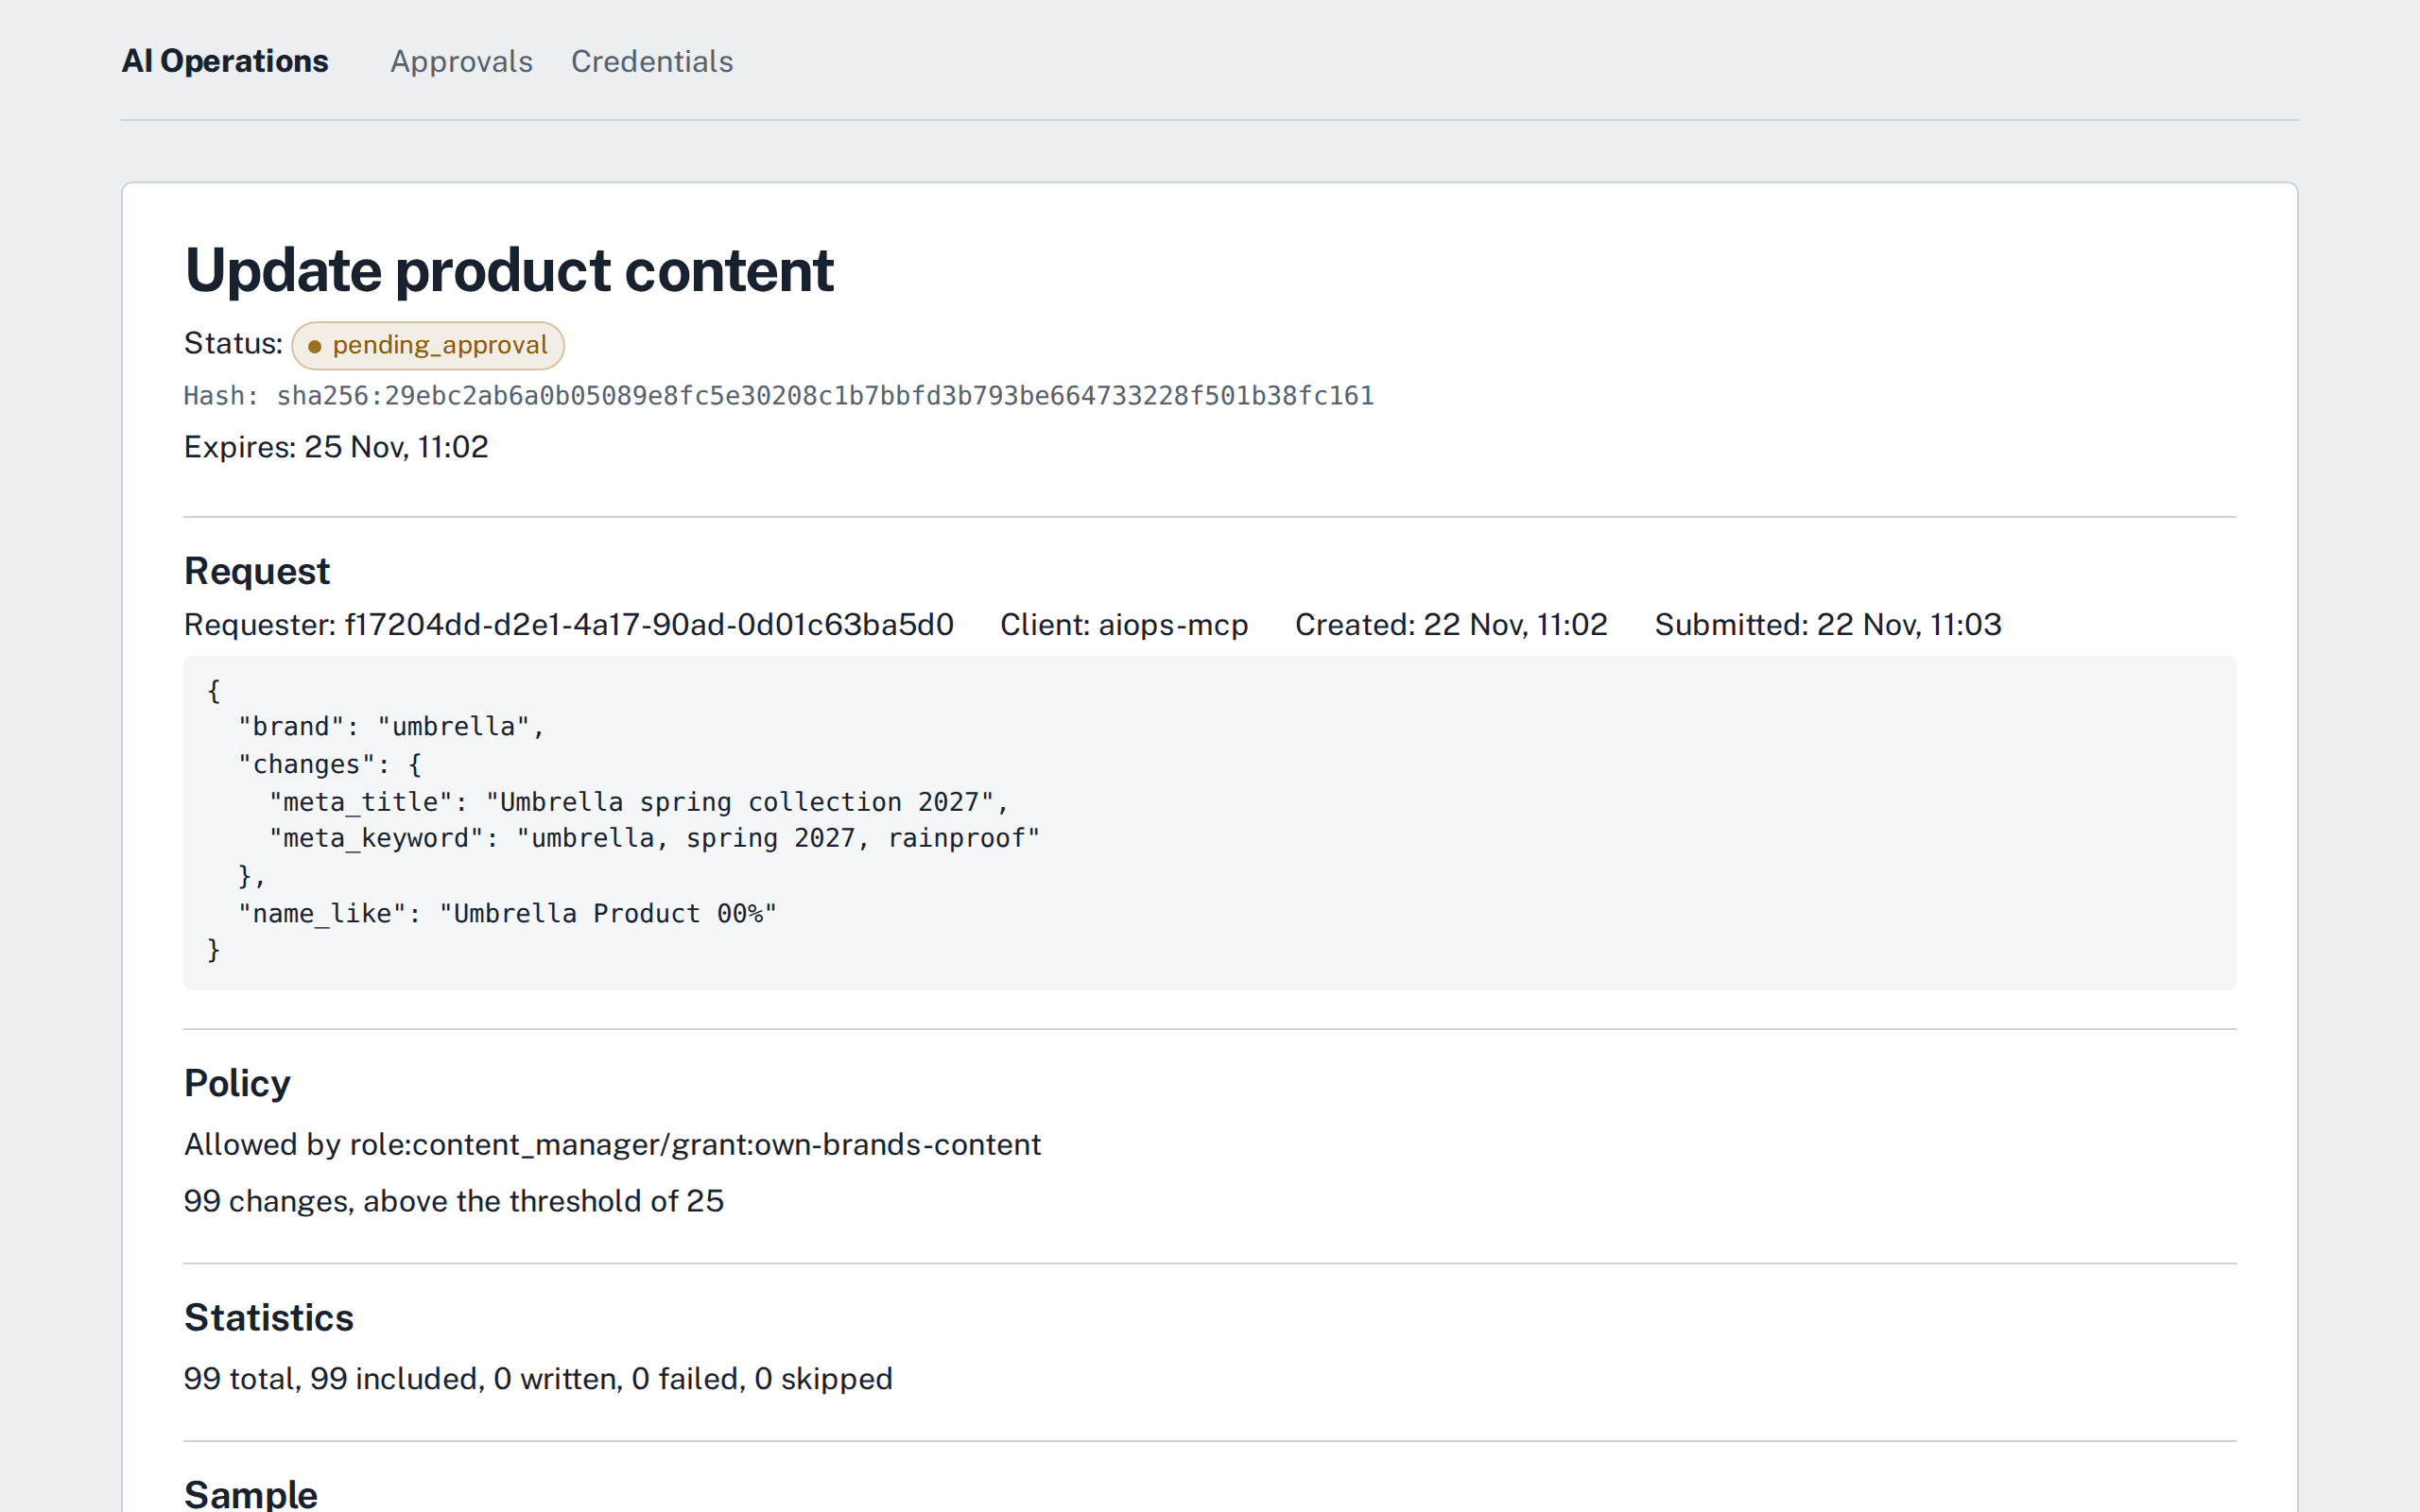 AI Operations Approvals Credentials
Update product content
Status: pending_approval
Hash: sha256:29ebc2ab6a0b05089e8fc5e30208c1b7bbfd3b793be664733228f501b38fc161
Expires: 25 Nov, 11:02
Request
Requester: f17204dd-d2e1-4a17-90ad-0d01c63ba5d0 Client: aiops-mcp Created: 22 Nov, 11:02 Submitted: 22 Nov, 11:03
{
"brand": "umbrella",
"changes": {
"meta_title": "Umbrella spring collection 2027",
"meta_keyword": "umbrella, spring 2027, rainproof"
},
"name_like": "Umbrella Product 00%"
}
Policy
Allowed by role:content_manager/grant:own-brands-content
99 changes, above the threshold of 25
Statistics
99 total, 99 included, 0 written, 0 failed, 0 skipped
Sample